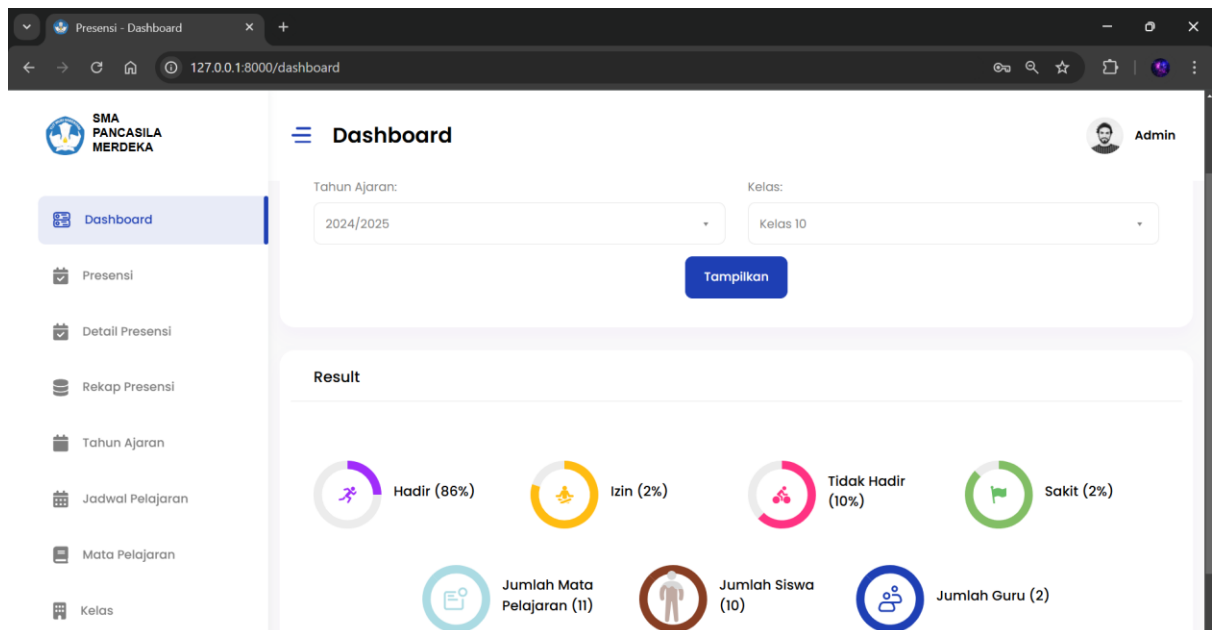 Presensi - Dashboard
127.0.0.1:8000/dashboard
SMA
PANCASILA
MERDEKA
Dashboard
Admin
Dashboard
Presensi
Detail Presensi
Rekap Presensi
Tahun Ajaran
Jadwal Pelajaran
Mata Pelajaran
Kelas
Tahun Ajaran:
Kelas:
2024/2025
Kelas 10
Tampilkan
Result
Hadir (86%)
Izin (2%)
Tidak Hadir
(10%)
Sakit (2%)
Jumlah Mata
Pelajaran (11)
Jumlah Siswa
(10)
Jumlah Guru (2)